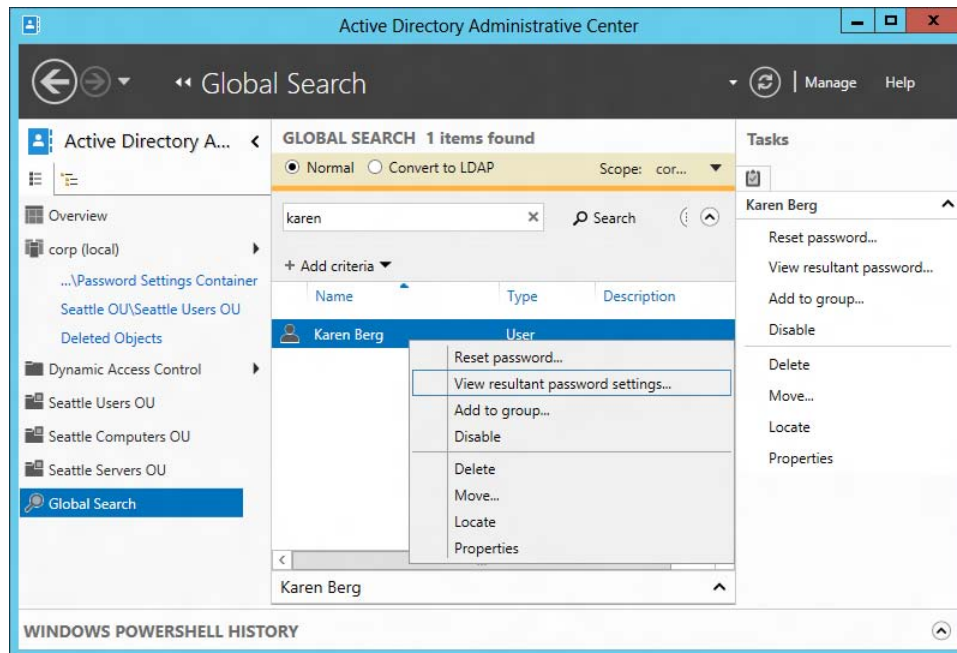 Active Directory Administrative Center
Global Search
Manage Help
Active Directory A...
Overview
corp (local)
...\Password Settings Container
Seattle OU\Seattle Users OU
Deleted Objects
Dynamic Access Control
Seattle Users OU
Seattle Computers OU
Seattle Servers OU
Global Search
GLOBAL SEARCH 1 items found
Normal Convert to LDAP Scope: cor...
karen Search
+ Add criteria
Name Type Description
Karen Berg User
Reset password...
View resultant password settings...
Add to group...
Disable
Delete
Move...
Locate
Properties
Karen Berg
Tasks
Karen Berg
Reset password...
View resultant password...
Add to group...
Disable
Delete
Move...
Locate
Properties
WINDOWS POWERSHELL HISTORY